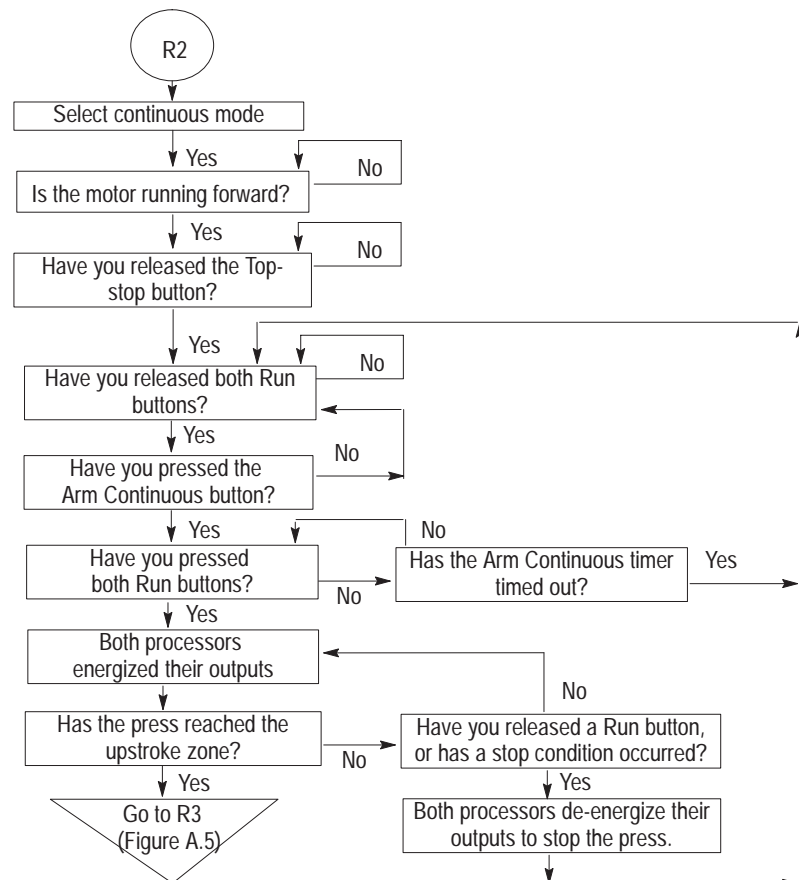 R2
Select continuous mode
Yes
No
Is the motor running forward?
Yes
No
Have you released the Top-
stop button?
Yes
No
Have you released both Run
buttons?
Yes
No
Have you pressed the
Arm Continuous button?
Yes
No
Have you pressed
both Run buttons?
No
Has the Arm Continuous timer
timed out?
Yes
Yes
Both processors
energized their outputs
No
Has the press reached the
upstroke zone?
No
Have you released a Run button,
or has a stop condition occurred?
Yes
Yes
Go to R3
(Figure A.5)
Both processors de-energize their
outputs to stop the press.